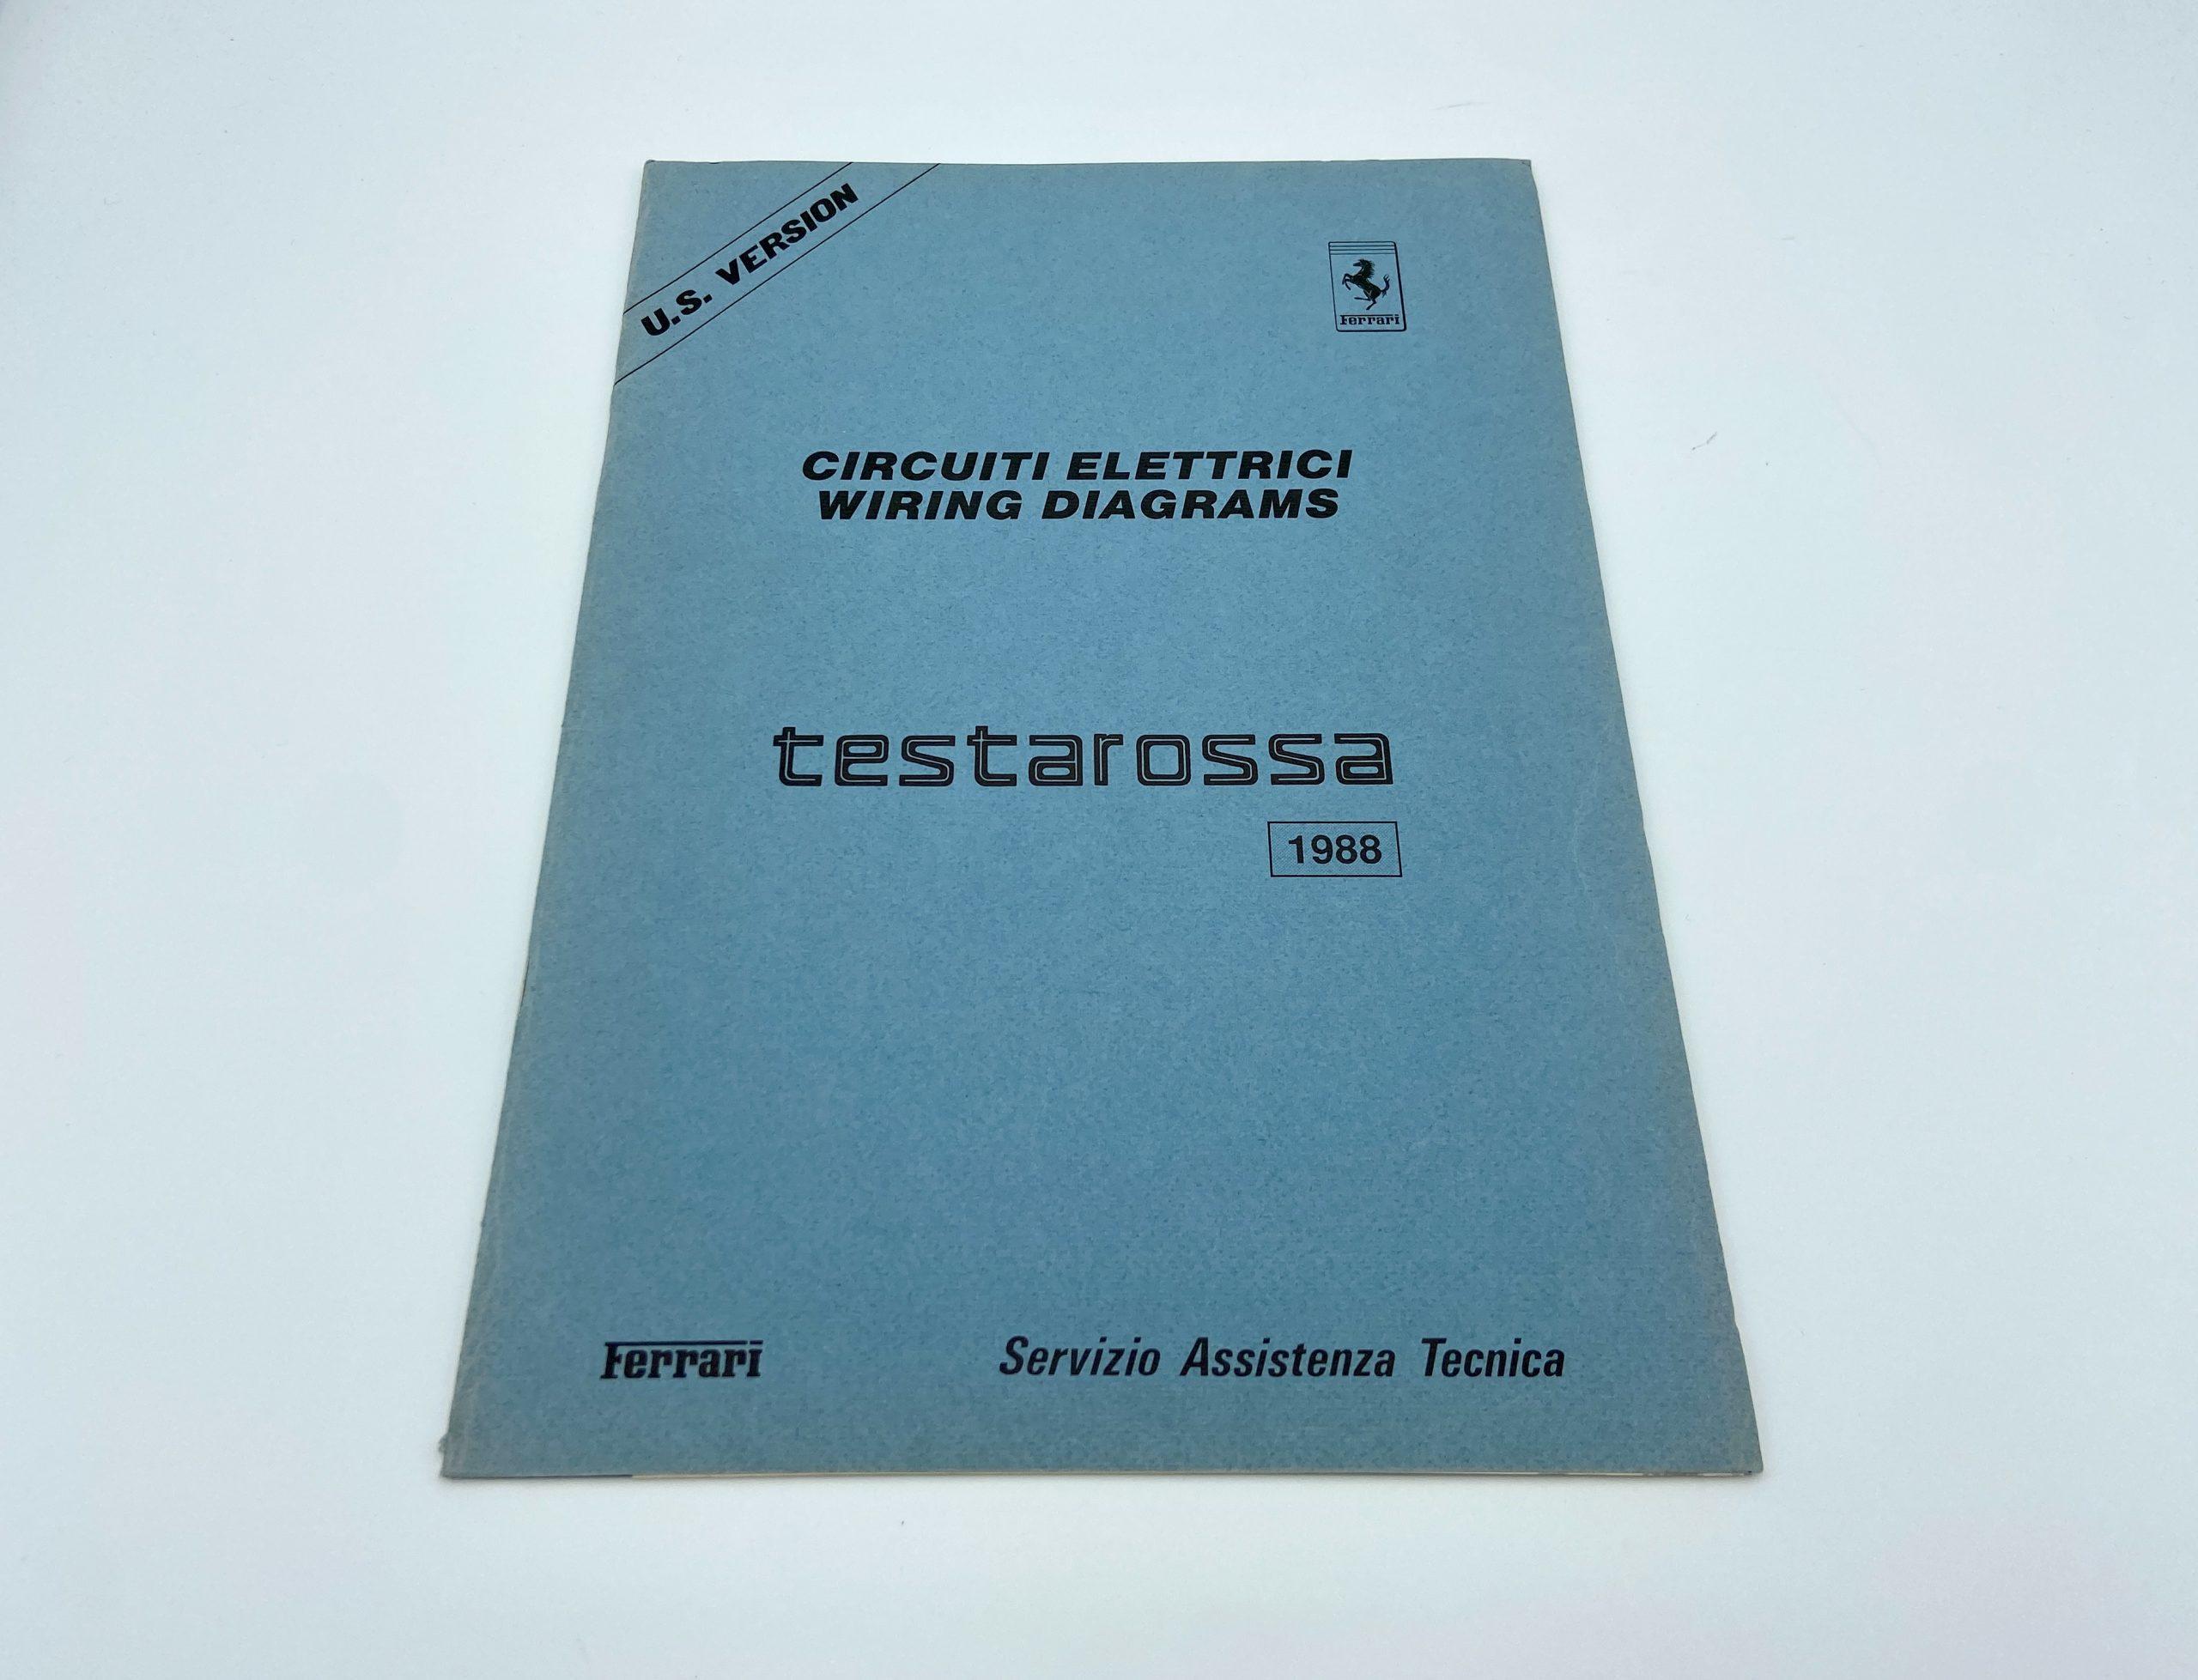 U.S. VERSION
Ferrari
CIRCUITI ELETTRICI
WIRING DIAGRAMS
testarossa
1988
Ferrari
Servizio Assistenza Tecnica